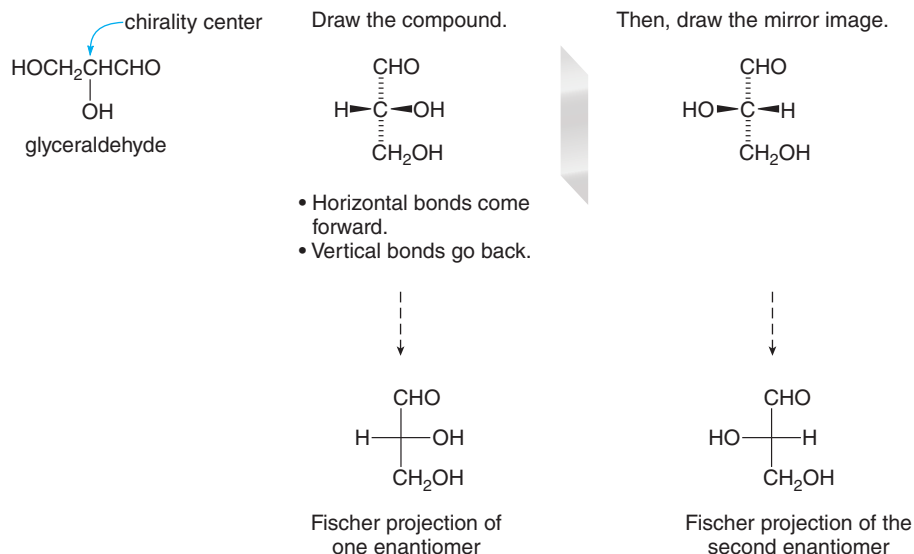 chirality center
HOCH₂CHCHO
OH
glyceraldehyde
Draw the compound.
CHO
H C OH
CH₂OH
• Horizontal bonds come
forward.
• Vertical bonds go back.
Then, draw the mirror image.
CHO
HO C H
CH₂OH
CHO
H OH
CH₂OH
Fischer projection of
one enantiomer
CHO
HO H
CH₂OH
Fischer projection of the
second enantiomer